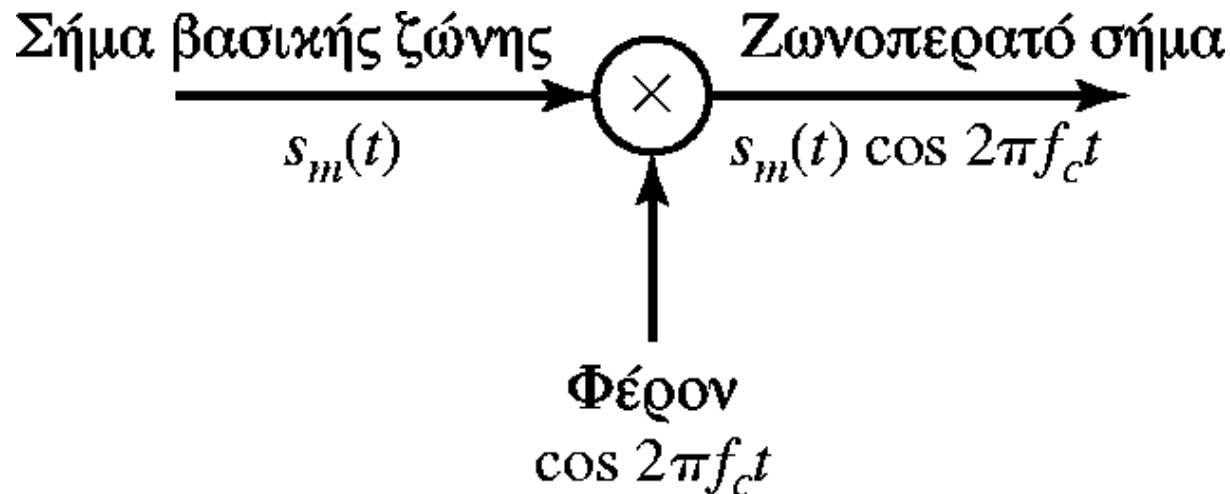 Σήμα βασικής ζώνης
Ζωνοπερατό σήμα
×
s_m(t)
s_m(t) cos 2πf_ct
Φέρον
cos 2πf_ct